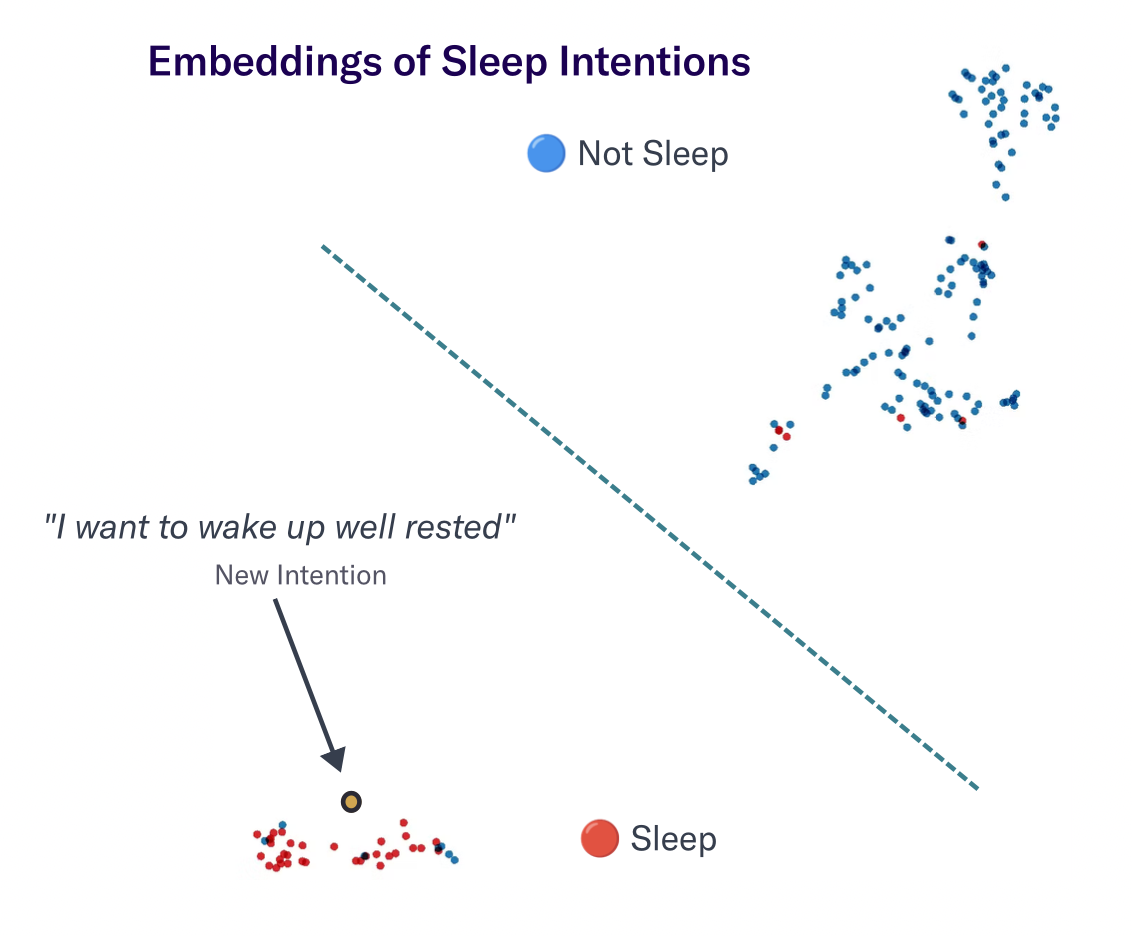 Embeddings of Sleep Intentions
Not Sleep
"I want to wake up well rested"
New Intention
Sleep